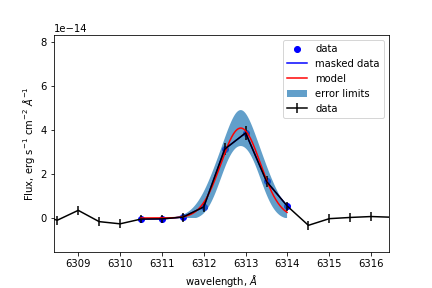 1e−14
8
6
4
2
0
Flux, erg s⁻¹ cm⁻² Å⁻¹
data
masked data
model
error limits
data
6309 6310 6311 6312 6313 6314 6315 6316
wavelength, Å